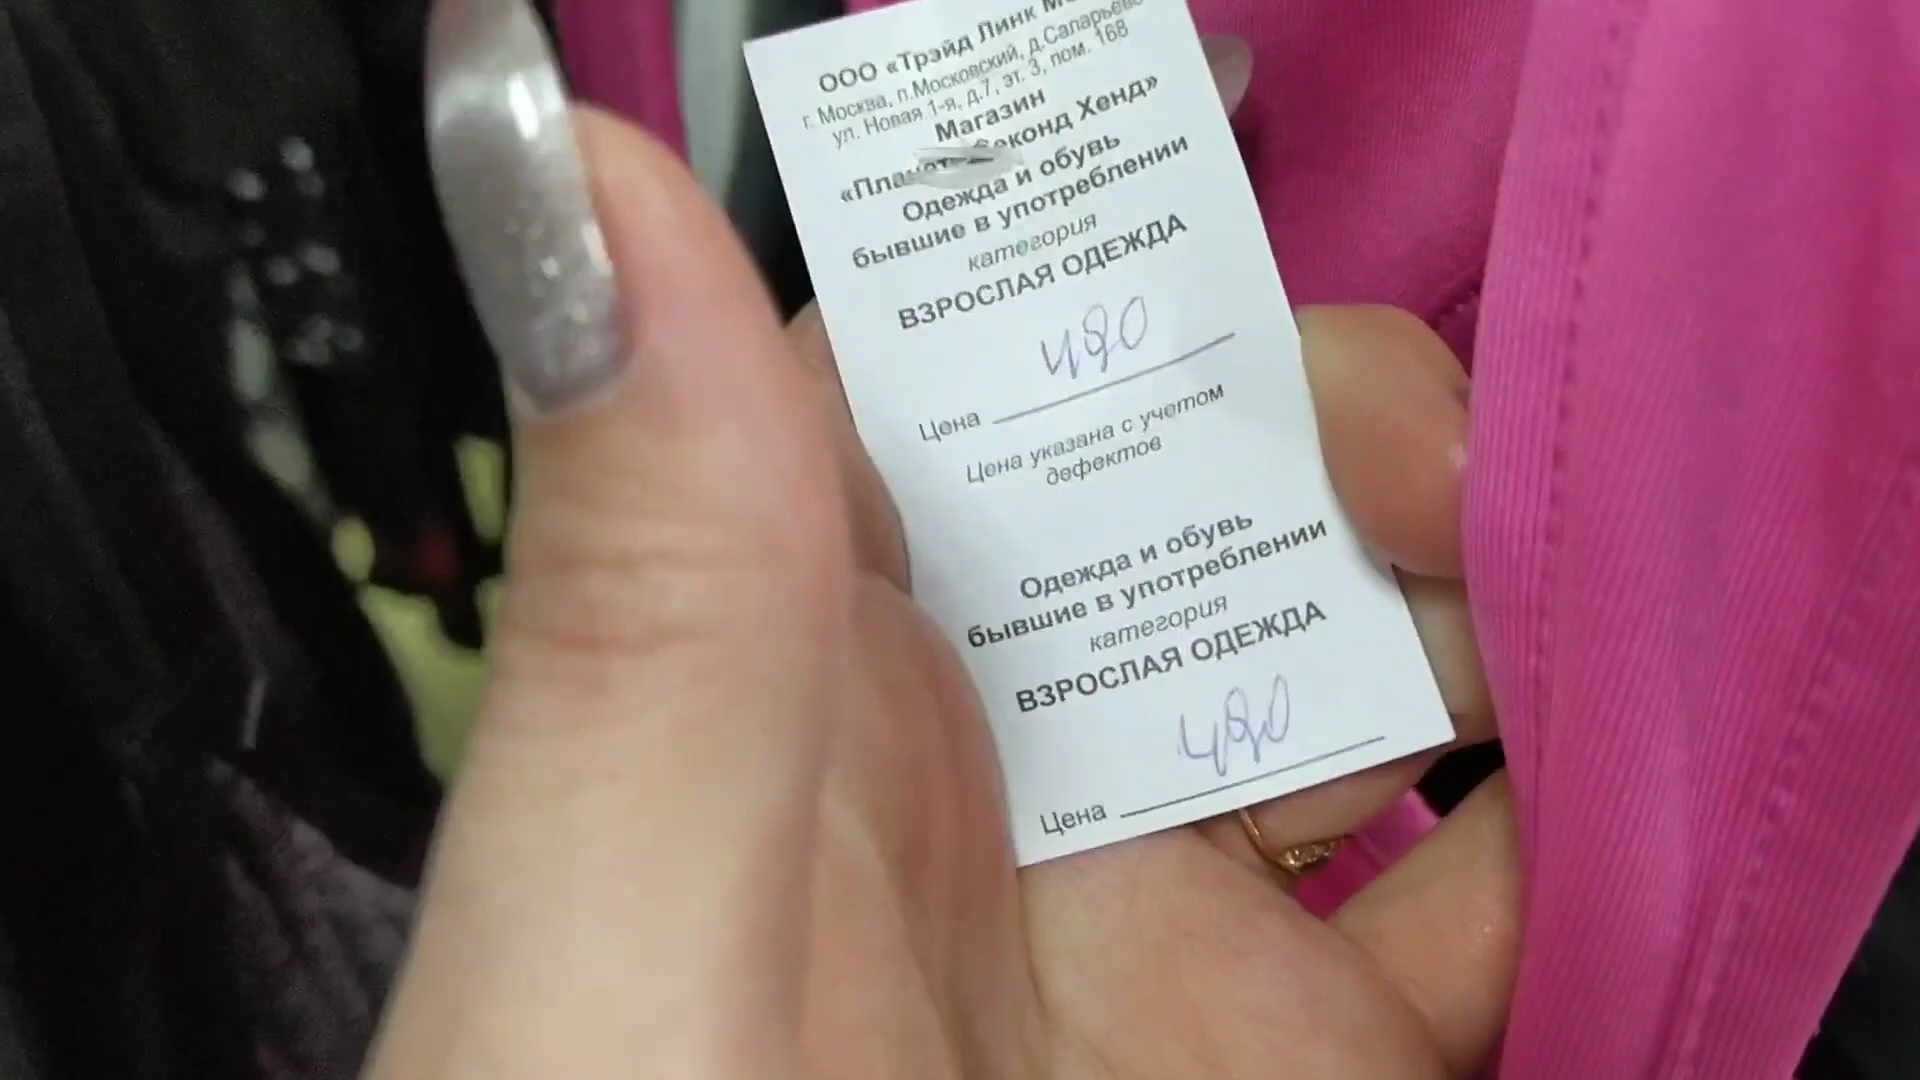 ООО «Трэйд Линк
г. Москва, п.Московский, д.Саларьево
ул. Новая 1-я, д.7, эт. 3, пом. 168
Магазин
«Планета Секонд Хенд»
Одежда и обувь
бывшие в употреблении
категория
ВЗРОСЛАЯ ОДЕЖДА
490
Цена
Цена указана с учетом
дефектов
Одежда и обувь
бывшие в употреблении
категория
ВЗРОСЛАЯ ОДЕЖДА
490
Цена